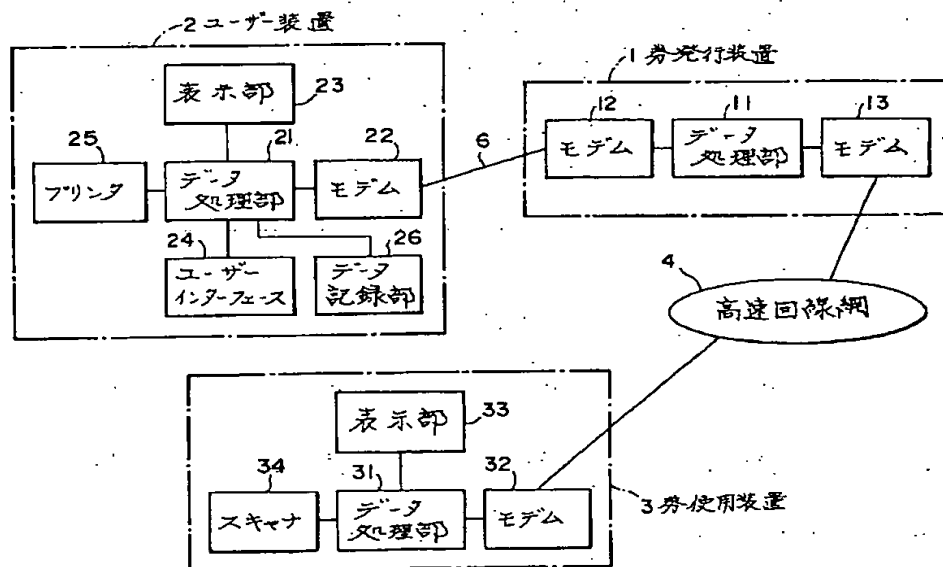 2 ユーザー装置
表示部
23
25
プリンタ
21
データ
処理部
22
モデム
24
ユーザー
インターフェース
26
データ
記録部
6
1 券発行装置
12
モデム
11
データ
処理部
13
モデム
4
高速回線網
表示部
33
34
スキャナ
31
データ
処理部
32
モデム
3 券使用装置